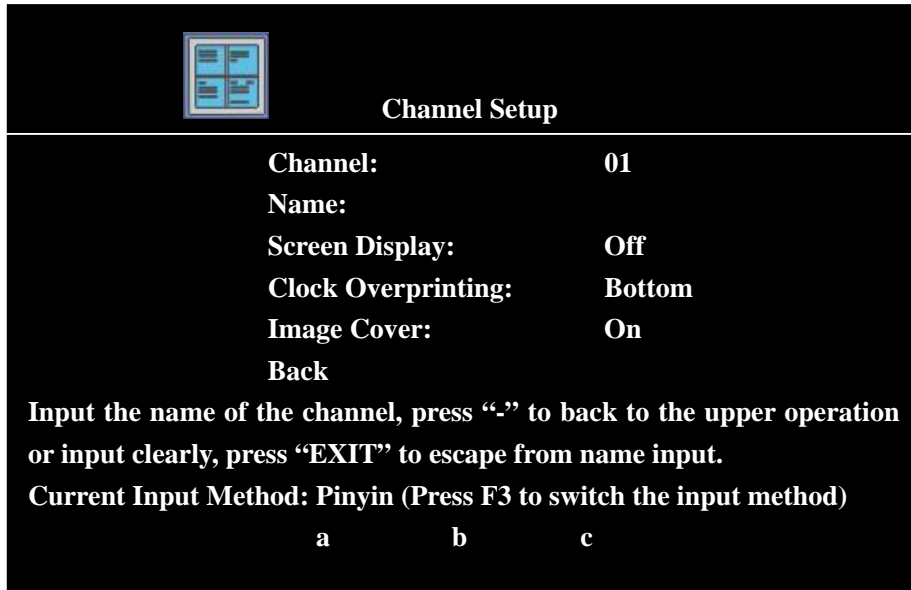 Channel Setup
Channel: 01
Name:
Screen Display: Off
Clock Overprinting: Bottom
Image Cover: On
Back
Input the name of the channel, press “-” to back to the upper operation
or input clearly, press “EXIT” to escape from name input.
Current Input Method: Pinyin (Press F3 to switch the input method)
a b c